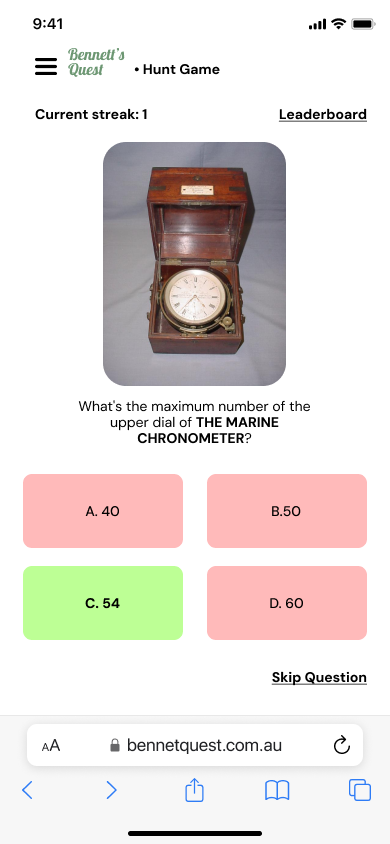 9:41
Bennett's
Quest
• Hunt Game
Current streak: 1
Leaderboard
What's the maximum number of the
upper dial of THE MARINE
CHRONOMETER?
A. 40
B.50
C. 54
D. 60
Skip Question
AA
bennetquest.com.au